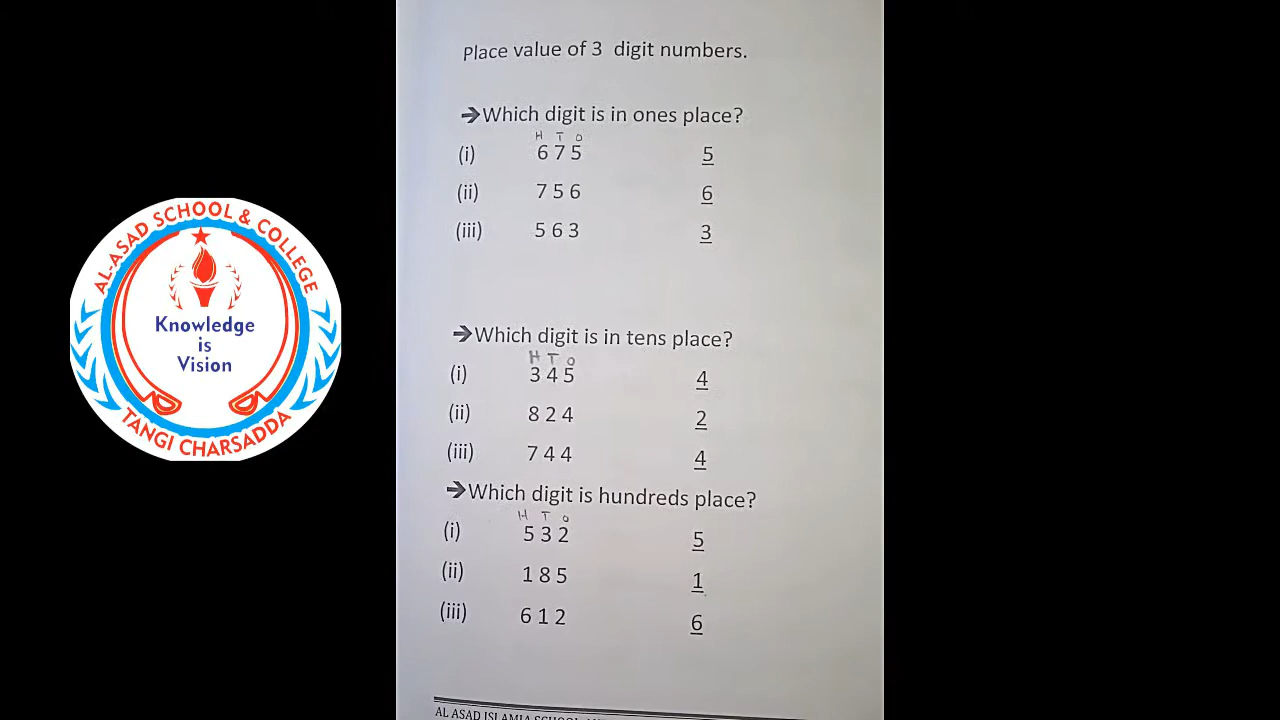 AL-ASAD SCHOOL & COLLEGE
Knowledge
is
Vision
TANGI CHARSADDA
Place value of 3 digit numbers.
➔Which digit is in ones place?
H T O
(i) 6 7 5 5
(ii) 7 5 6 6
(iii) 5 6 3 3
➔Which digit is in tens place?
H T O
(i) 3 4 5 4
(ii) 8 2 4 2
(iii) 7 4 4 4
➔Which digit is hundreds place?
H T O
(i) 5 3 2 5
(ii) 1 8 5 1
(iii) 6 1 2 6
AL ASAD ISLAMIA SCHOOL